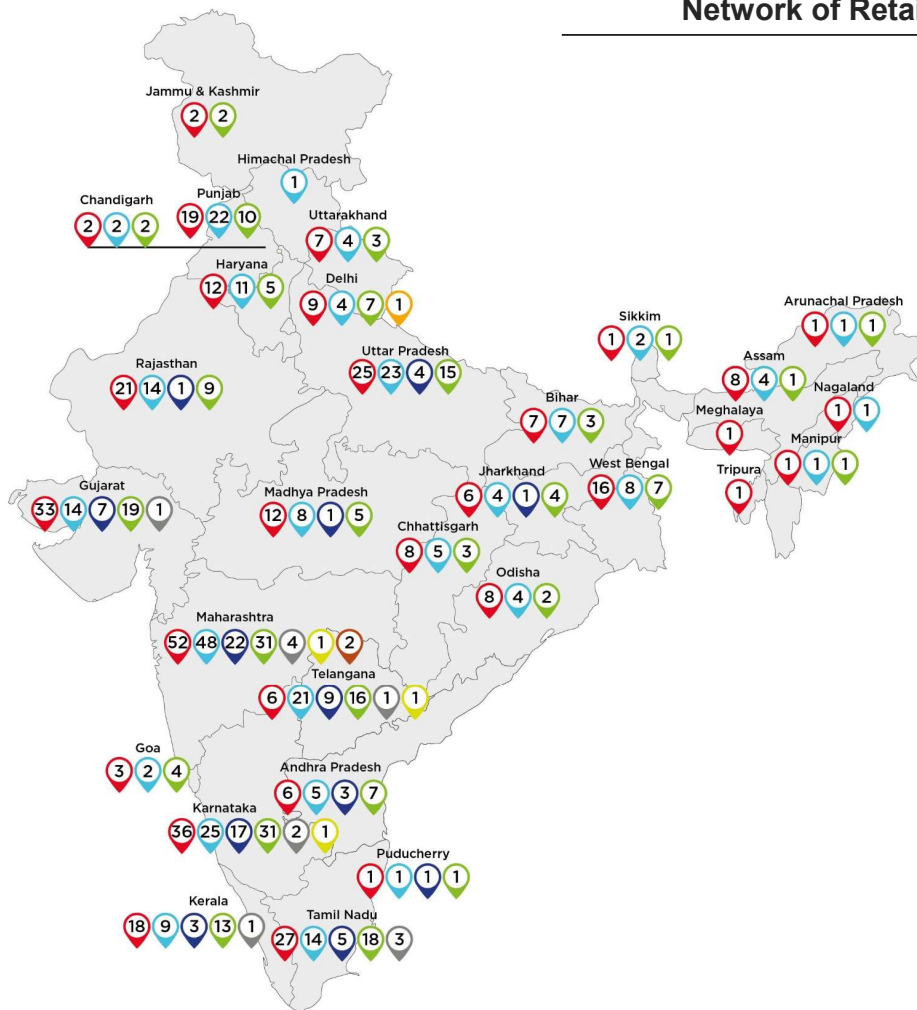 Network of Retai
Jammu & Kashmir
2 2
Himachal Pradesh
1
Chandigarh
2 2 2
Punjab
19 22 10
Uttarakhand
7 4 3
Haryana
12 11 5
Delhi
9 4 7 1
Sikkim
1 2 1
Arunachal Pradesh
1 1 1
Rajasthan
21 14 1 9
Uttar Pradesh
25 23 4 15
Assam
8 4 1
Nagaland
1 1
Bihar
7 7 3
Meghalaya
1
Manipur
1 1 1
Gujarat
33 14 7 19 1
Madhya Pradesh
12 8 1 5
Jharkhand
6 4 1 4
West Bengal
16 8 7
Tripura
1
Chhattisgarh
8 5 3
Odisha
8 4 2
Maharashtra
52 48 22 31 4 1 2
Telangana
6 21 9 16 1 1
Goa
3 2 4
Andhra Pradesh
6 5 3 7
Karnataka
36 25 17 31 2 1
Puducherry
1 1 1 1
Kerala
18 9 3 13 1
Tamil Nadu
27 14 5 18 3